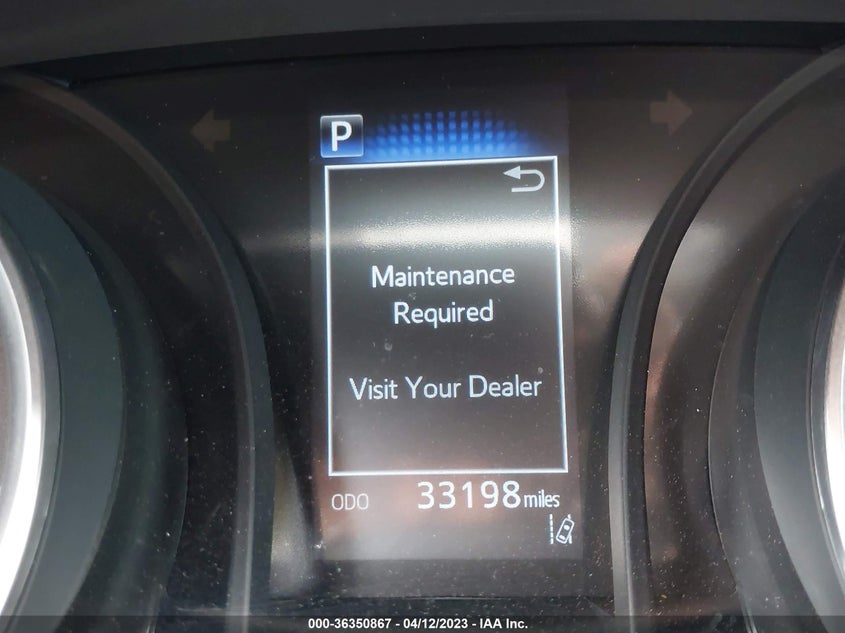 P
Maintenance
Required
Visit Your Dealer
ODO 33198 miles
000-36350867 - 04/12/2023 - IAA Inc.